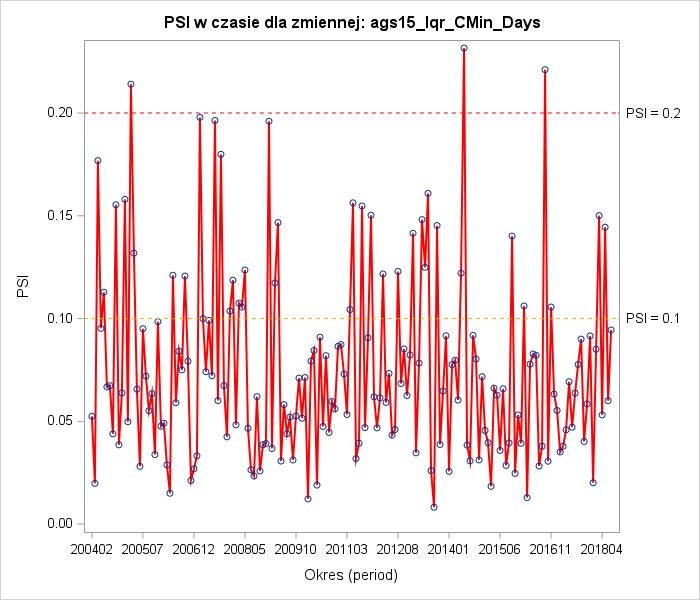 PSI w czasie dla zmiennej: ags15_Iqr_CMin_Days
PSI
0.20
0.15
0.10
0.05
0.00
PSI = 0.2
PSI = 0.1
200402 200507 200612 200805 200910 201103 201208 201401 201506 201611 201804
Okres (period)